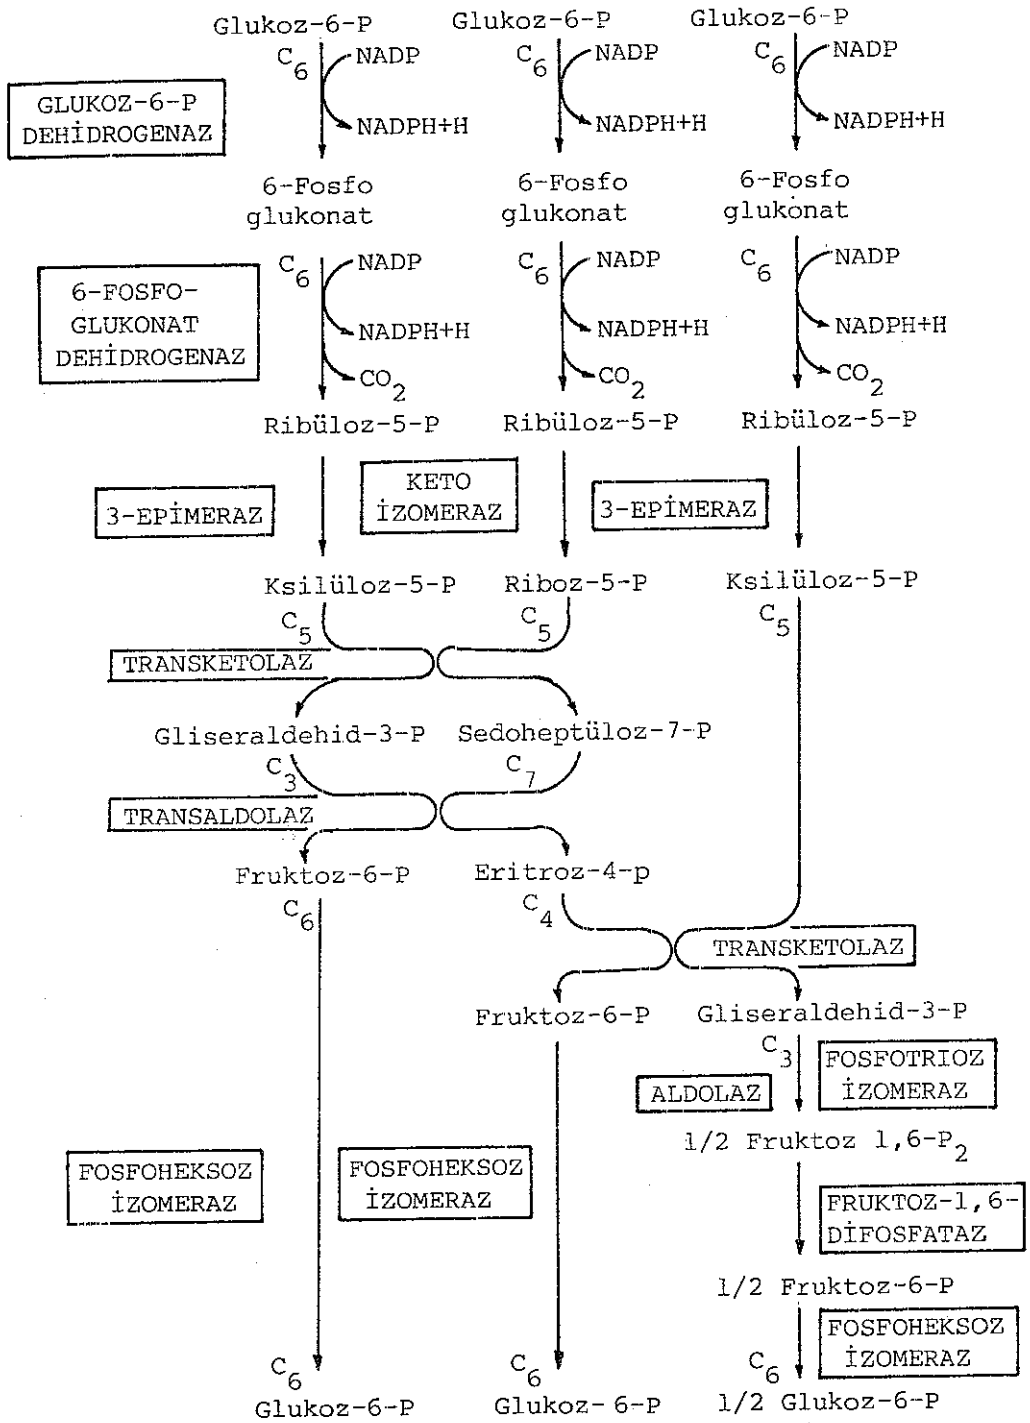 Glukoz-6-P Glukoz-6-P Glukoz-6-P
C6 NADP C6 NADP C6 NADP
GLUKOZ-6-P
DEHİDROGENAZ
NADPH+H NADPH+H NADPH+H
6-Fosfo
glukonat
6-Fosfo
glukonat
6-Fosfo
glukonat
C6 NADP C6 NADP C6 NADP
6-FOSFO-
GLUKONAT
DEHİDROGENAZ
NADPH+H NADPH+H NADPH+H
CO2 CO2 CO2
Ribüloz-5-P Ribüloz-5-P Ribüloz-5-P
3-EPİMERAZ
KETO
İZOMERAZ
3-EPİMERAZ
Ksilüloz-5-P Riboz-5-P Ksilüloz-5-P
C5 C5 C5
TRANSKETOLAZ
Gliseraldehid-3-P Sedoheptüloz-7-P
C3 C7
TRANSALDOLAZ
Fruktoz-6-P Eritroz-4-p
C6 C4
TRANSKETOLAZ
Fruktoz-6-P Gliseraldehid-3-P
C3
FOSFOTRIOZ
İZOMERAZ
ALDOLAZ
1/2 Fruktoz 1,6-P2
FOSFOHEKSOZ
İZOMERAZ
FOSFOHEKSOZ
İZOMERAZ
FRUKTOZ-1,6-
DİFOSFATAZ
1/2 Fruktoz-6-P
FOSFOHEKSOZ
İZOMERAZ
C6 C6 C6
Glukoz-6-P Glukoz-6-P 1/2 Glukoz-6-P